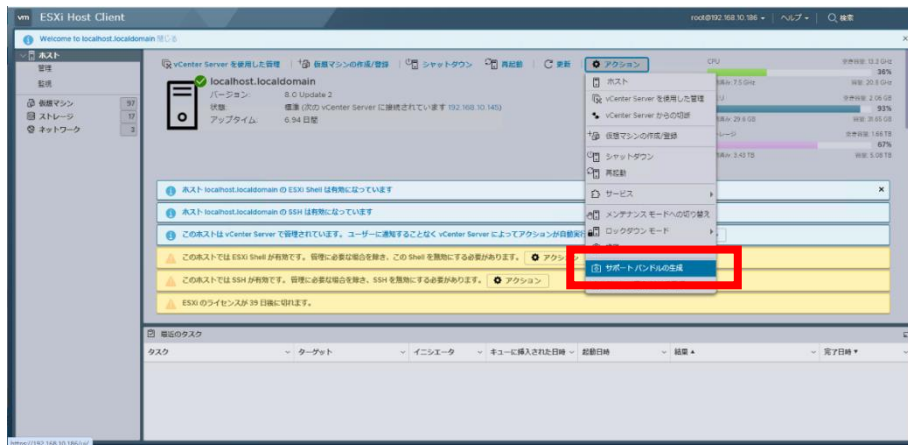 vm ESXi Host Client
root@192.168.10.186 ヘルプ 検索
Welcome to localhost.localdomain 閉じる
ホスト
管理
監視
仮想マシン 97
ストレージ 17
ネットワーク 3
vCenter Server を使用した管理 仮想マシンの作成/登録 シャットダウン 再起動 更新 アクション
localhost.localdomain
バージョン: 8.0 Update 2
状態: 標準 (次の vCenter Server に接続されています 192.168.10.145)
アップタイム: 6.94 日間
ホスト
vCenter Server を使用した管理
vCenter Server からの切断
仮想マシンの作成/登録
シャットダウン
再起動
サービス
メンテナンス モードへの切り替え
ロックダウン モード
サポート バンドルの生成
CPU
36%
93%
67%
ホスト localhost.localdomain の ESXi Shell は有効になっています
ホスト localhost.localdomain の SSH は有効になっています
このホストは vCenter Server で管理されています。ユーザーに通知することなく vCenter Server によってアクションが自動実行
このホストでは ESXi Shell が有効です。管理に必要な場合を除き、この Shell を無効にする必要があります。 アクション
このホストでは SSH が有効です。管理に必要な場合を除き、SSH を無効にする必要があります。 アクション
ESXi のライセンスが 39 日後に切れます。
最近のタスク
タスク ターゲット イニシエータ キューに挿入された日時 起動日時 結果 完了日時
https://192.168.10.186/ui/